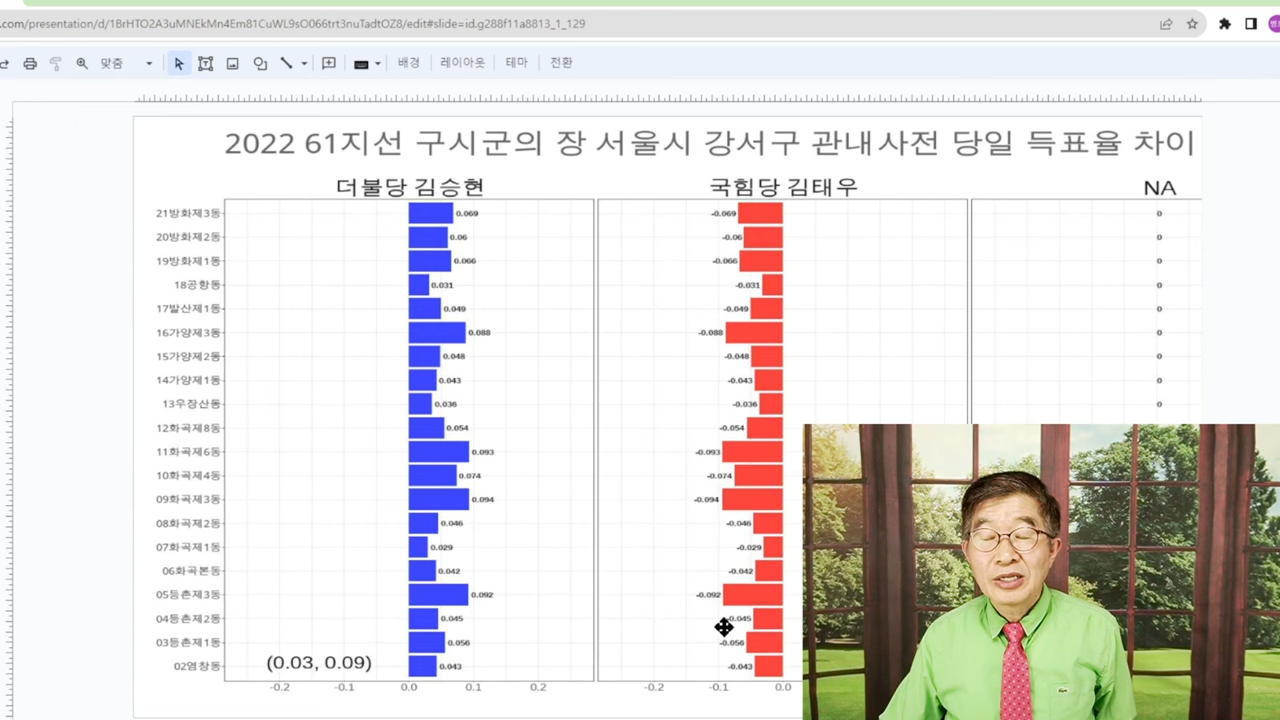 .com/presentation/d/1BrHTO2A3uMNEkMn4Em81CuWL9sO066trt3nuTadtOZ8/edit#slide=id.g288f11a8813_1_129
맞춤 배경 레이아웃 테마 전환
2022 61지선 구시군의 장 서울시 강서구 관내사전 당일 득표율 차이
더불당 김승현 국힘당 김태우 NA
21방화제3동 0.069 -0.069 0
20방화제2동 0.06 -0.06 0
19방화제1동 0.066 -0.066 0
18공항동 0.031 -0.031 0
17발산제1동 0.049 -0.049 0
16가양제3동 0.088 -0.088 0
15가양제2동 0.048 -0.048 0
14가양제1동 0.043 -0.043 0
13우장산동 0.036 -0.036 0
12화곡제8동 0.054 -0.054
11화곡제6동 0.093 -0.093
10화곡제4동 0.074 -0.074
09화곡제3동 0.094 -0.094
08화곡제2동 0.046 -0.046
07화곡제1동 0.029 -0.029
06화곡본동 0.042 -0.042
05등촌제3동 0.092 -0.092
04등촌제2동 0.045 -0.045
03등촌제1동 0.056 -0.056
02염창동 (0.03, 0.09) 0.043 -0.043
-0.2 -0.1 0.0 0.1 0.2 -0.2 -0.1 0.0